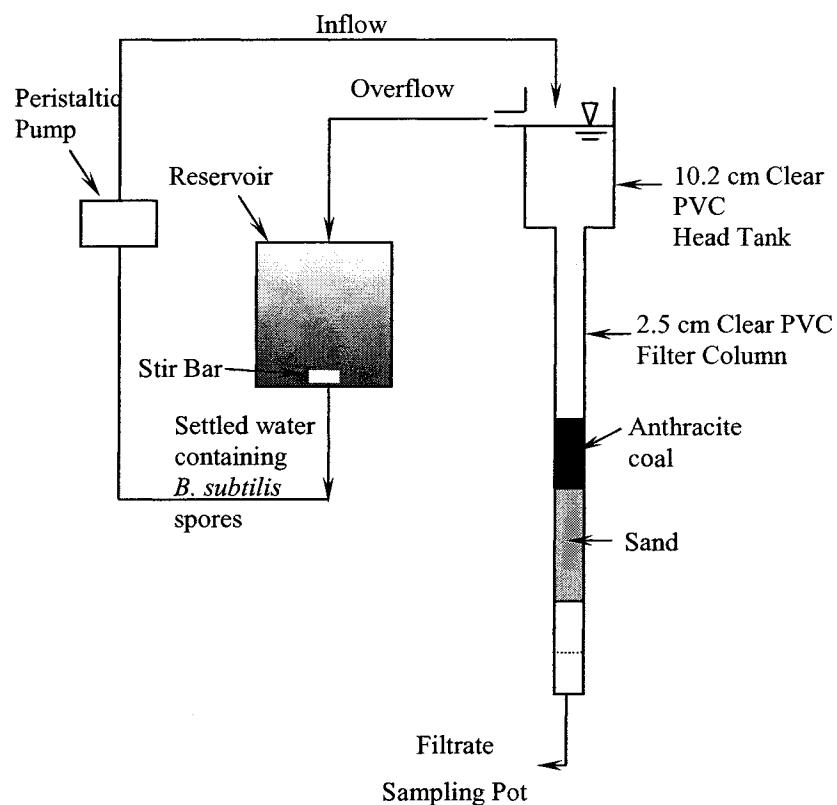 Inflow
Overflow
Peristaltic
Pump
Reservoir
10.2 cm Clear
PVC
Head Tank
2.5 cm Clear PVC
Filter Column
Stir Bar
Settled water
containing
B. subtilis
spores
Anthracite
coal
Sand
Filtrate
Sampling Pot